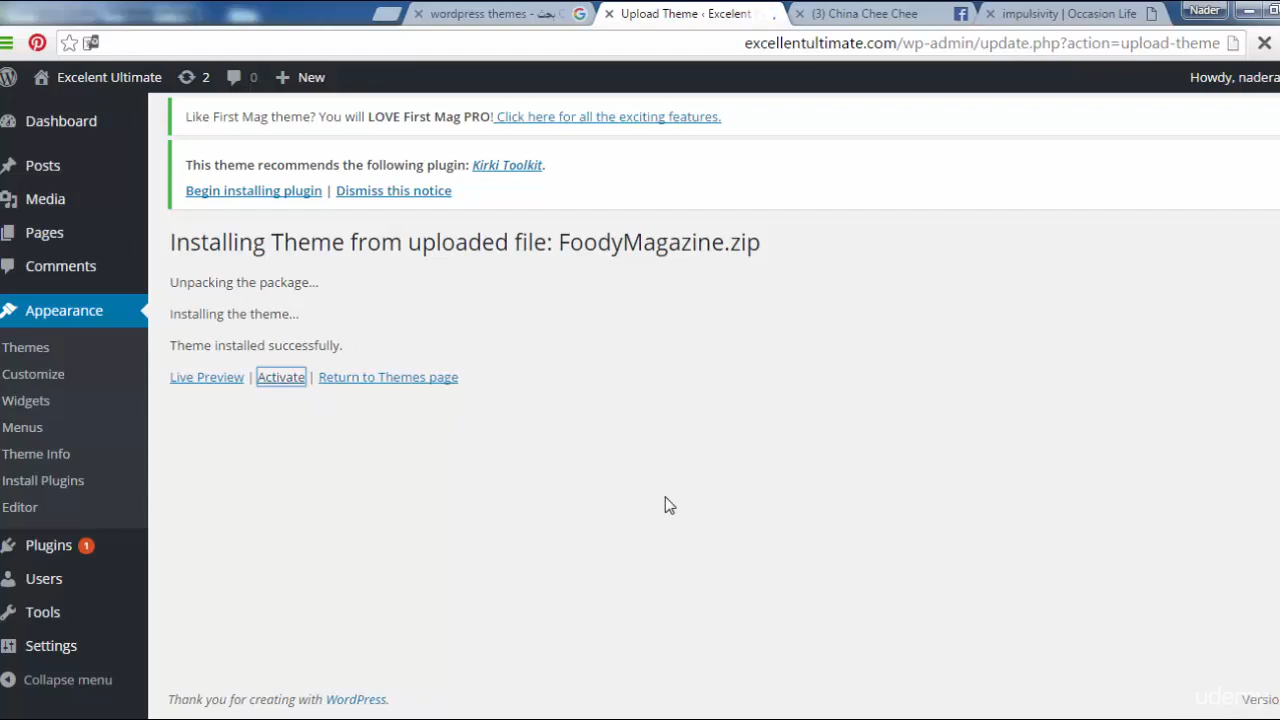 wordpress themes - بحث
Upload Theme ‹ Excellent
(3) China Chee Chee
impulsivity | Occasion Life
Nader
excellentultimate.com/wp-admin/update.php?action=upload-theme
Excelent Ultimate
2
0
New
Howdy, nadera
Dashboard
Posts
Media
Pages
Comments
Appearance
Themes
Customize
Widgets
Menus
Theme Info
Install Plugins
Editor
Plugins 1
Users
Tools
Settings
Collapse menu
Like First Mag theme? You will LOVE First Mag PRO! Click here for all the exciting features.
This theme recommends the following plugin: Kirki Toolkit.
Begin installing plugin | Dismiss this notice
Installing Theme from uploaded file: FoodyMagazine.zip
Unpacking the package...
Installing the theme...
Theme installed successfully.
Live Preview | Activate | Return to Themes page
Thank you for creating with WordPress.
Versio